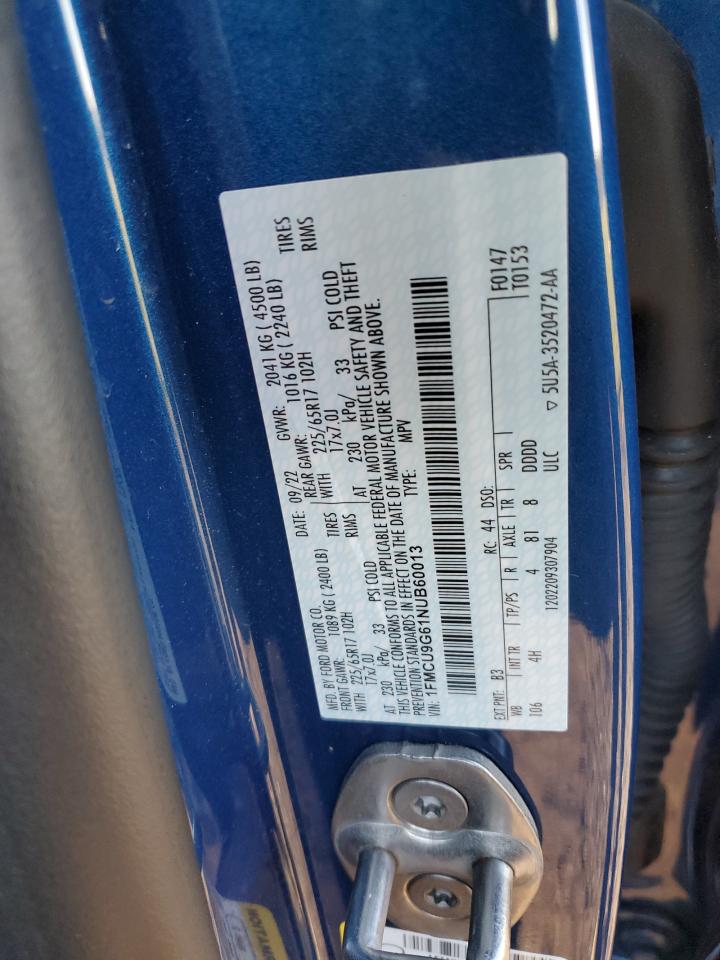 MFD. BY FORD MOTOR CO. DATE: 09/22 GVWR: 2041 KG ( 4500 LB)
FRONT GAWR: 1089 KG ( 2400 LB) REAR GAWR: 1016 KG ( 2240 LB)
WITH 225/65R17 102H TIRES WITH 225/65R17 102H TIRES
17x7.0J RIMS 17x7.0J RIMS
AT 230 kPa/ 33 PSI COLD AT 230 kPa/ 33 PSI COLD
THIS VEHICLE CONFORMS TO ALL APPLICABLE FEDERAL MOTOR VEHICLE SAFETY AND THEFT
PREVENTION STANDARDS IN EFFECT ON THE DATE OF MANUFACTURE SHOWN ABOVE.
VIN: 1FMCU9G61NUB60013 TYPE: MPV
EXT PNT: B3 RC: 44 DSO: F0147
WB INT TR TP/PS R AXLE TR SPR T0153
106 4H 4 81 8 DDDD
1202209307904 ULC ▽ 5U5A-3520472-AA